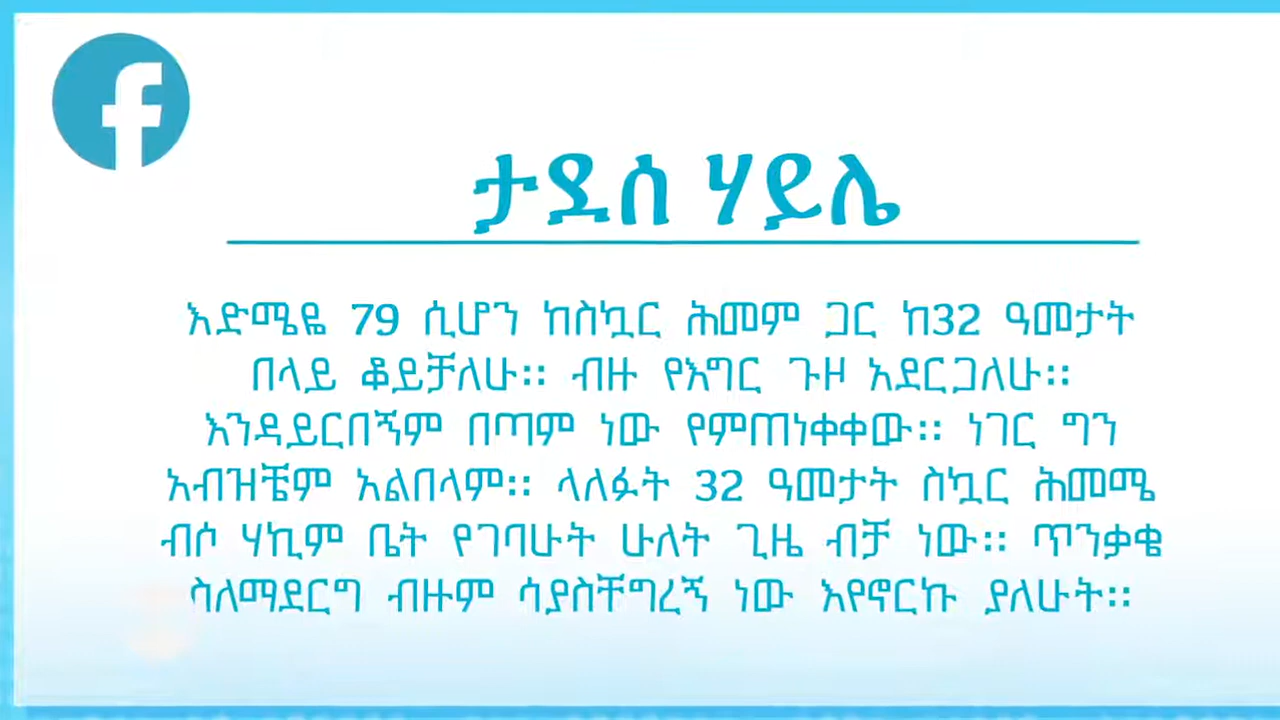 ታደሰ ሃይሌ
እድሜዬ 79 ሲሆን ከስኳር ሕመም ጋር ከ32 ዓመታት
በላይ ቆይቻለሁ፡፡ ብዙ የእግር ጉዞ አደርጋለሁ፡፡
እንዳይርበኝም በጣም ነው የምጠነቀቀው፡፡ ነገር ግን
አብዝቼም አልበላም፡፡ ላለፉት 32 ዓመታት ስኳር ሕመሜ
ብሶ ሃኪም ቤት የገባሁት ሁለት ጊዜ ብቻ ነው፡፡ ጥንቃቄ
ስለማደርግ ብዙም ሳያስቸግረኝ ነው እየኖርኩ ያለሁት፡፡